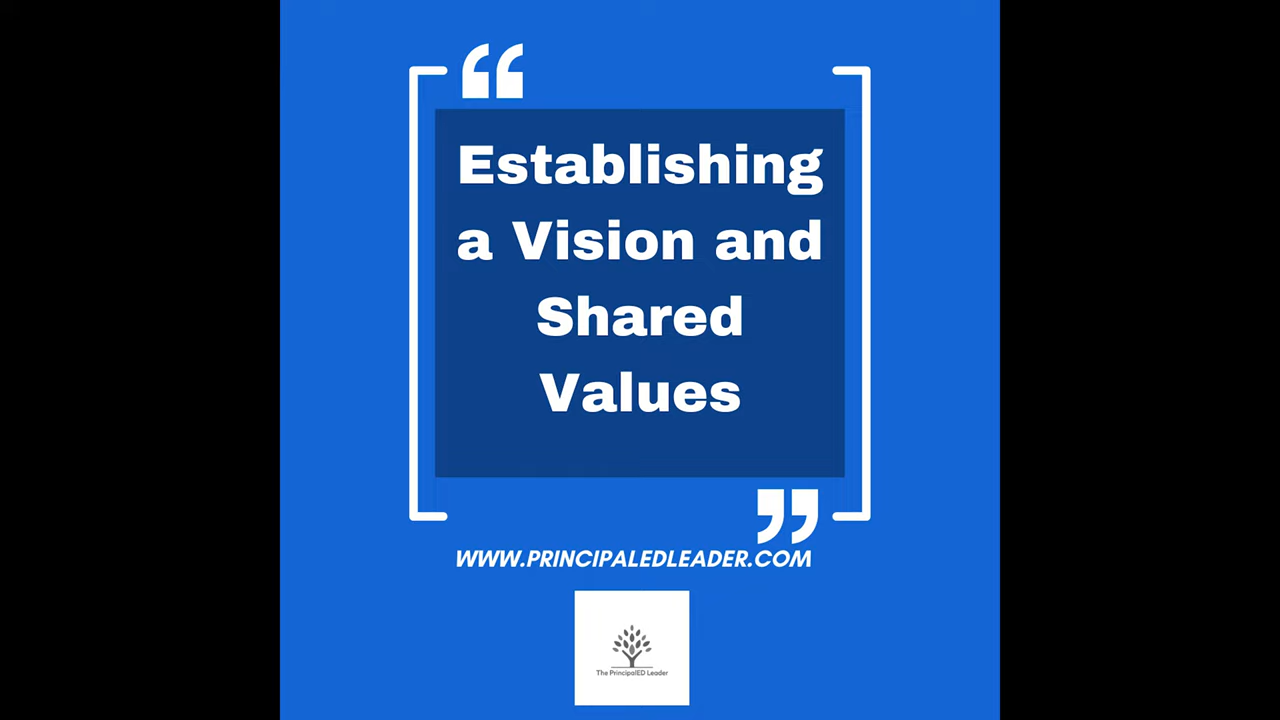 “
Establishing
a Vision and
Shared
Values
”
WWW.PRINCIPALEDLEADER.COM
The PrincipalED Leader